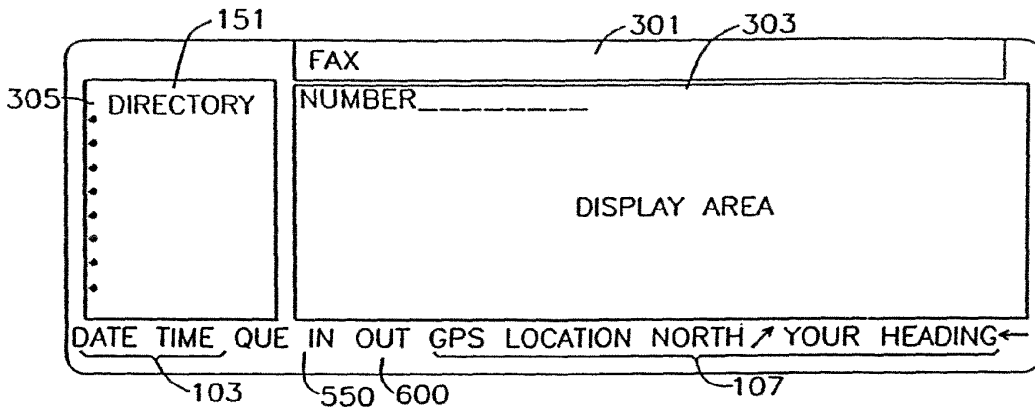 151
301
303
FAX
305
DIRECTORY
NUMBER_ _ _ _ _ _ _ _
DISPLAY AREA
DATE TIME QUE IN OUT GPS LOCATION NORTH↗YOUR HEADING←
103
550
600
107